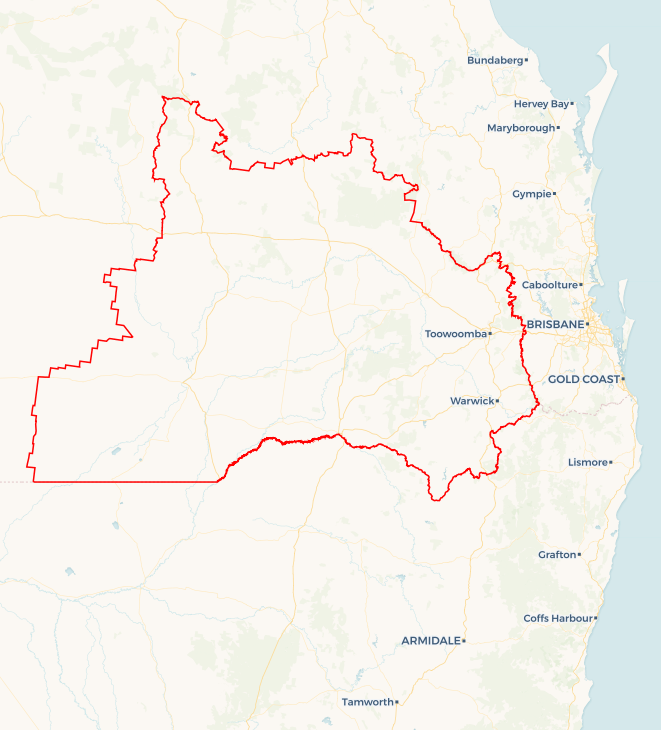 Bundaberg
Hervey Bay
Maryborough
Gympie
Caboolture
BRISBANE
Toowoomba
GOLD COAST
Warwick
Lismore
Grafton
Coffs Harbour
ARMIDALE
Tamworth